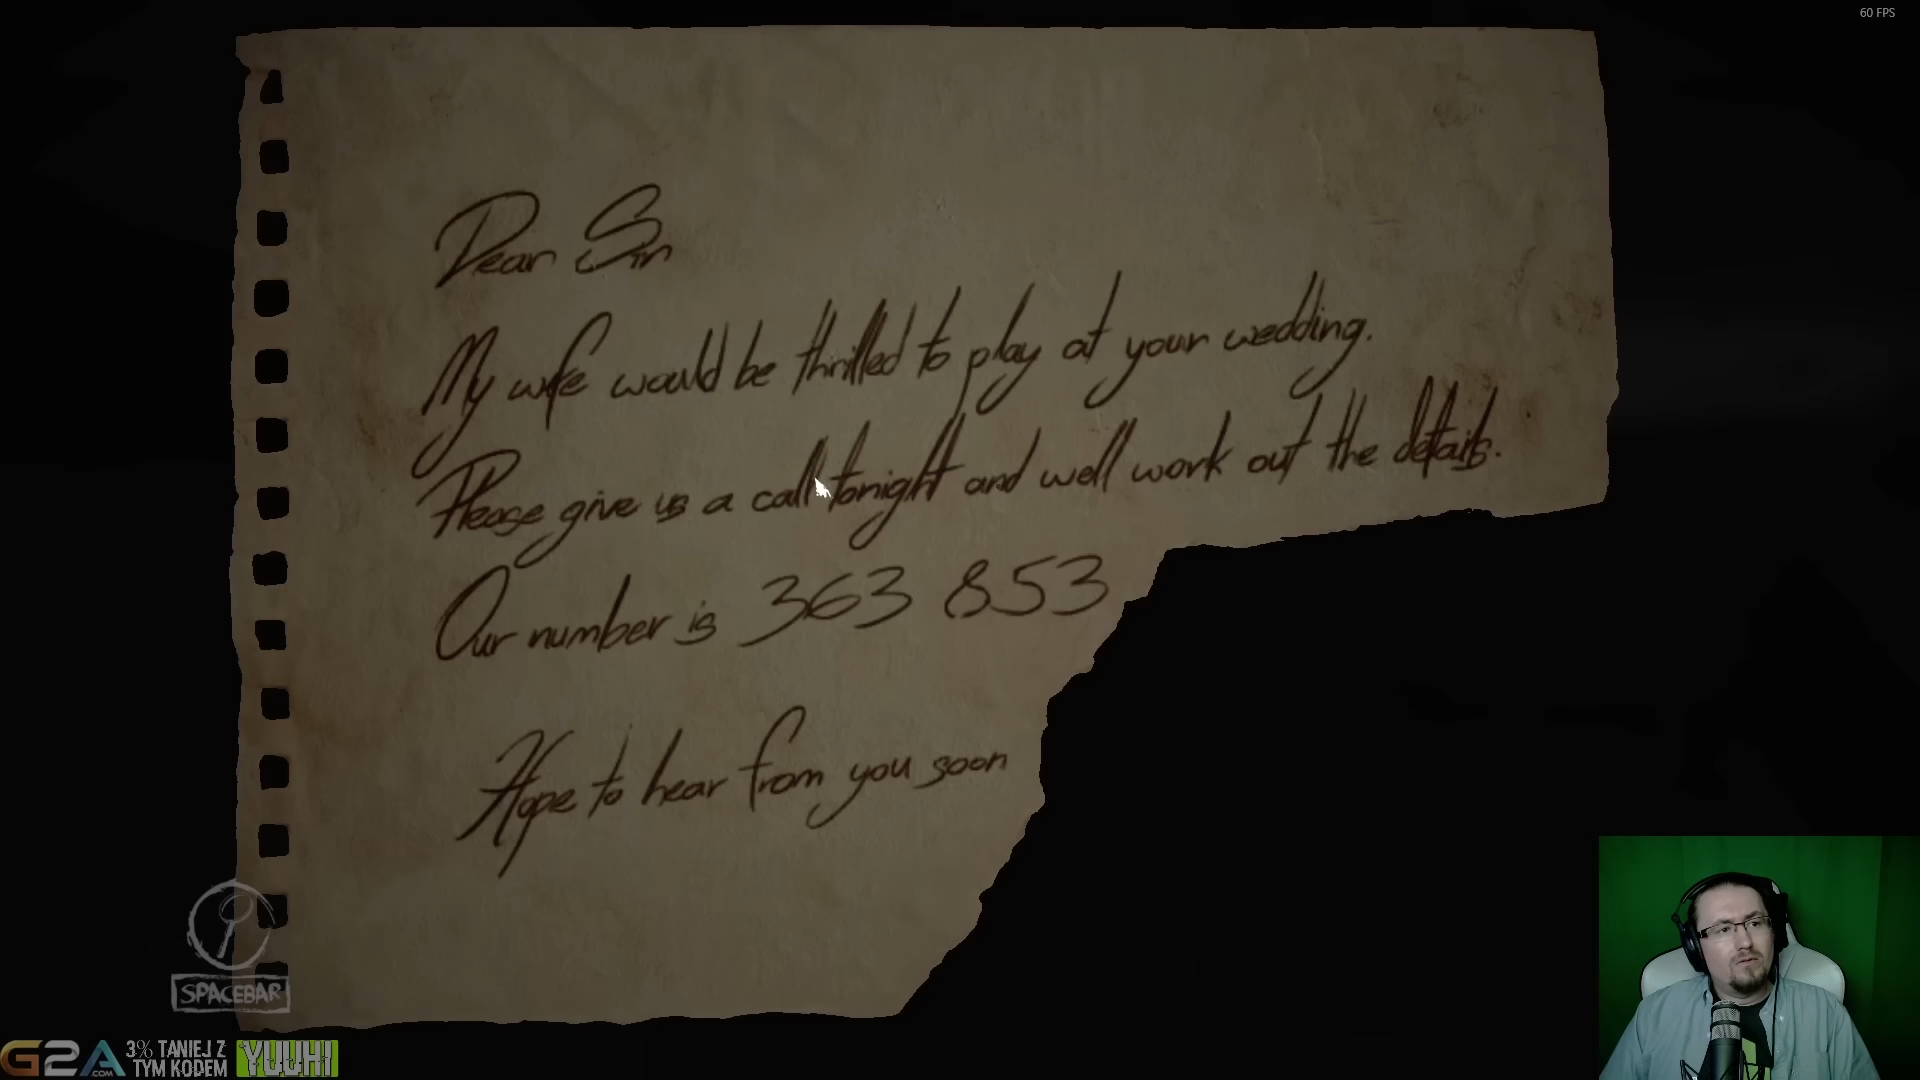 60 FPS
Dear Sir
My wife would be thrilled to play at your wedding.
Please give us a call tonight and well work out the details.
Our number is 363 853
Hope to hear from you soon
SPACEBAR
G2A.COM 3% TANIEJ Z TYM KODEM YUUHI